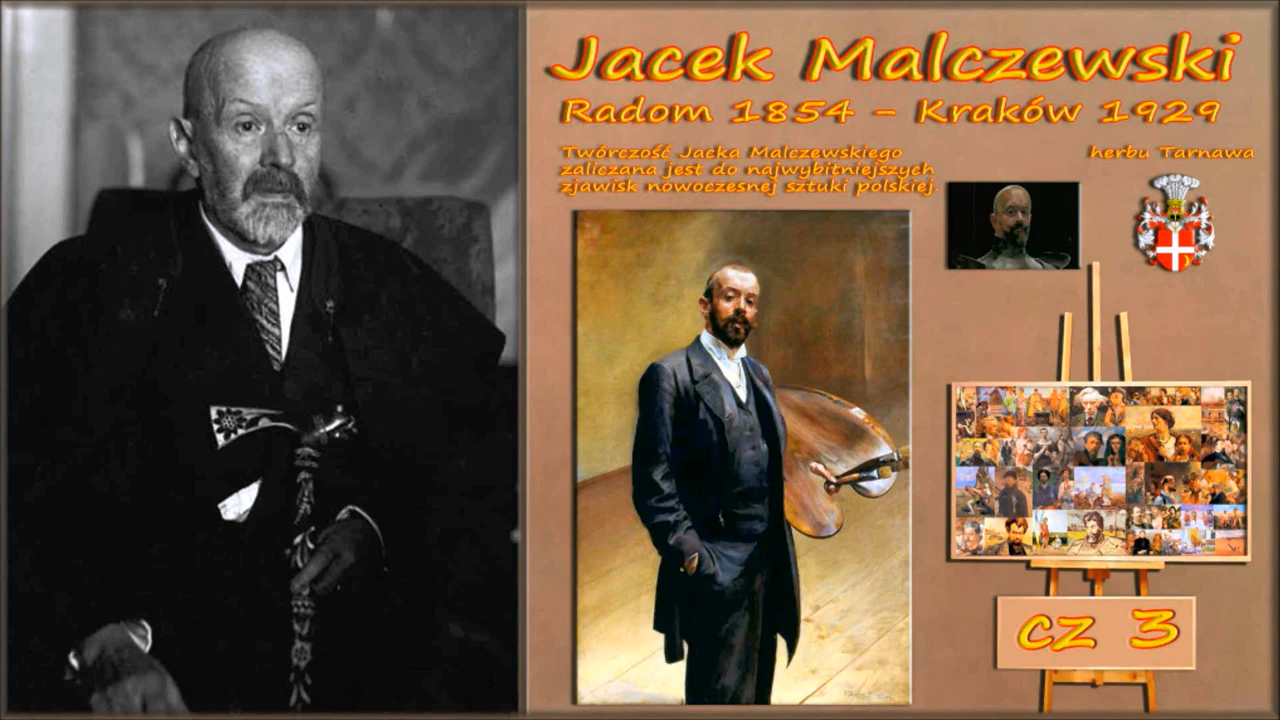 Jacek Malczewski
Radom 1854 - Kraków 1929
Twórczość Jacka Malczewskiego
zaliczana jest do najwybitniejszych
zjawisk nowoczesnej sztuki polskiej.
herbu Tarnawa
cz 3